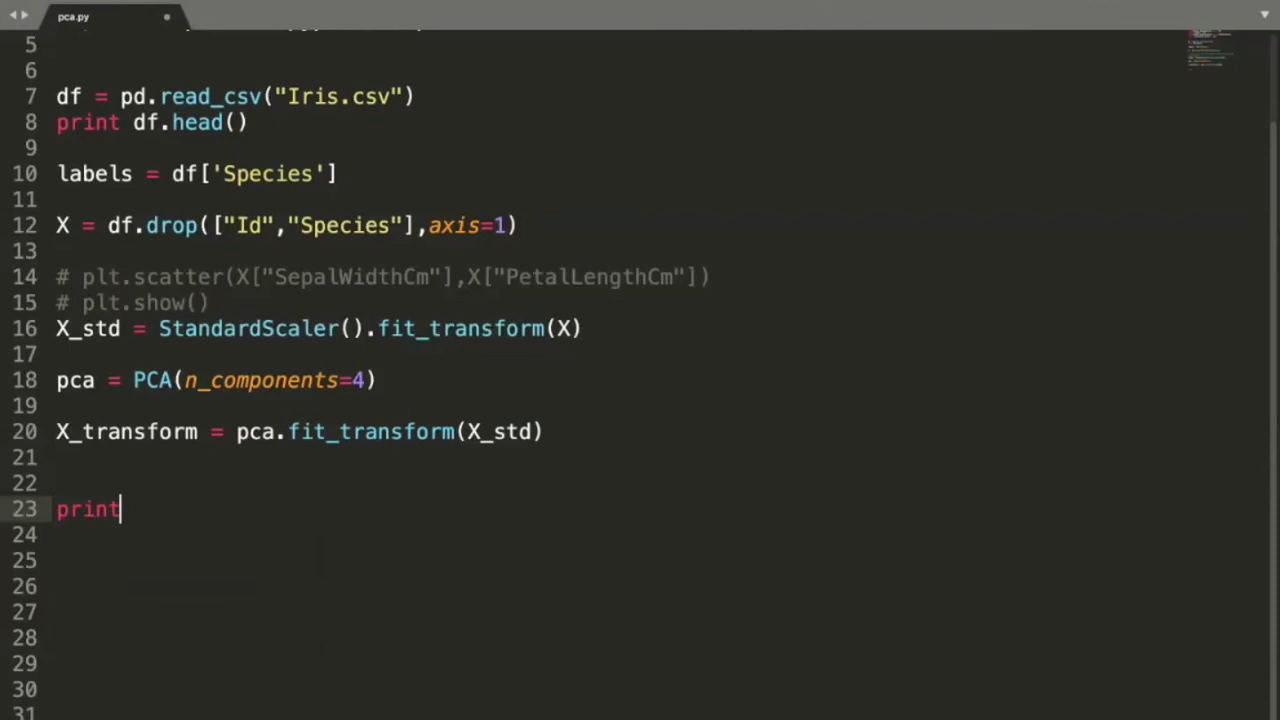 pca.py
5
6
7 df = pd.read_csv("Iris.csv")
8 print df.head()
9
10 labels = df['Species']
11
12 X = df.drop(["Id","Species"],axis=1)
13
14 # plt.scatter(X["SepalWidthCm"],X["PetalLengthCm"])
15 # plt.show()
16 X_std = StandardScaler().fit_transform(X)
17
18 pca = PCA(n_components=4)
19
20 X_transform = pca.fit_transform(X_std)
21
22
23 print
24
25
26
27
28
29
30
31